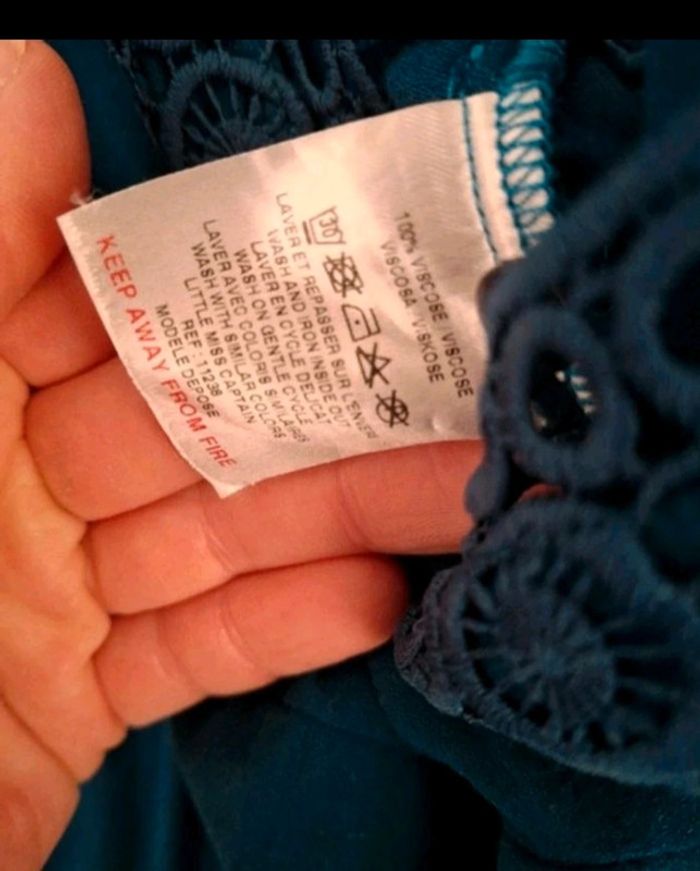 100% VISCOSE / VISCOSE
VISCOSA / VISKOSE
30°
LAVER ET REPASSER SUR L'ENVERS
WASH AND IRON INSIDE OUT
LAVER EN CYCLE DELICAT
WASH ON GENTLE CYCLE
LAVER AVEC COLORIS SIMILAIRES
WASH WITH SIMILAR COLORS
LITTLE MISS CAPTAIN
REF : 11238
MODELE DEPOSE
KEEP AWAY FROM FIRE